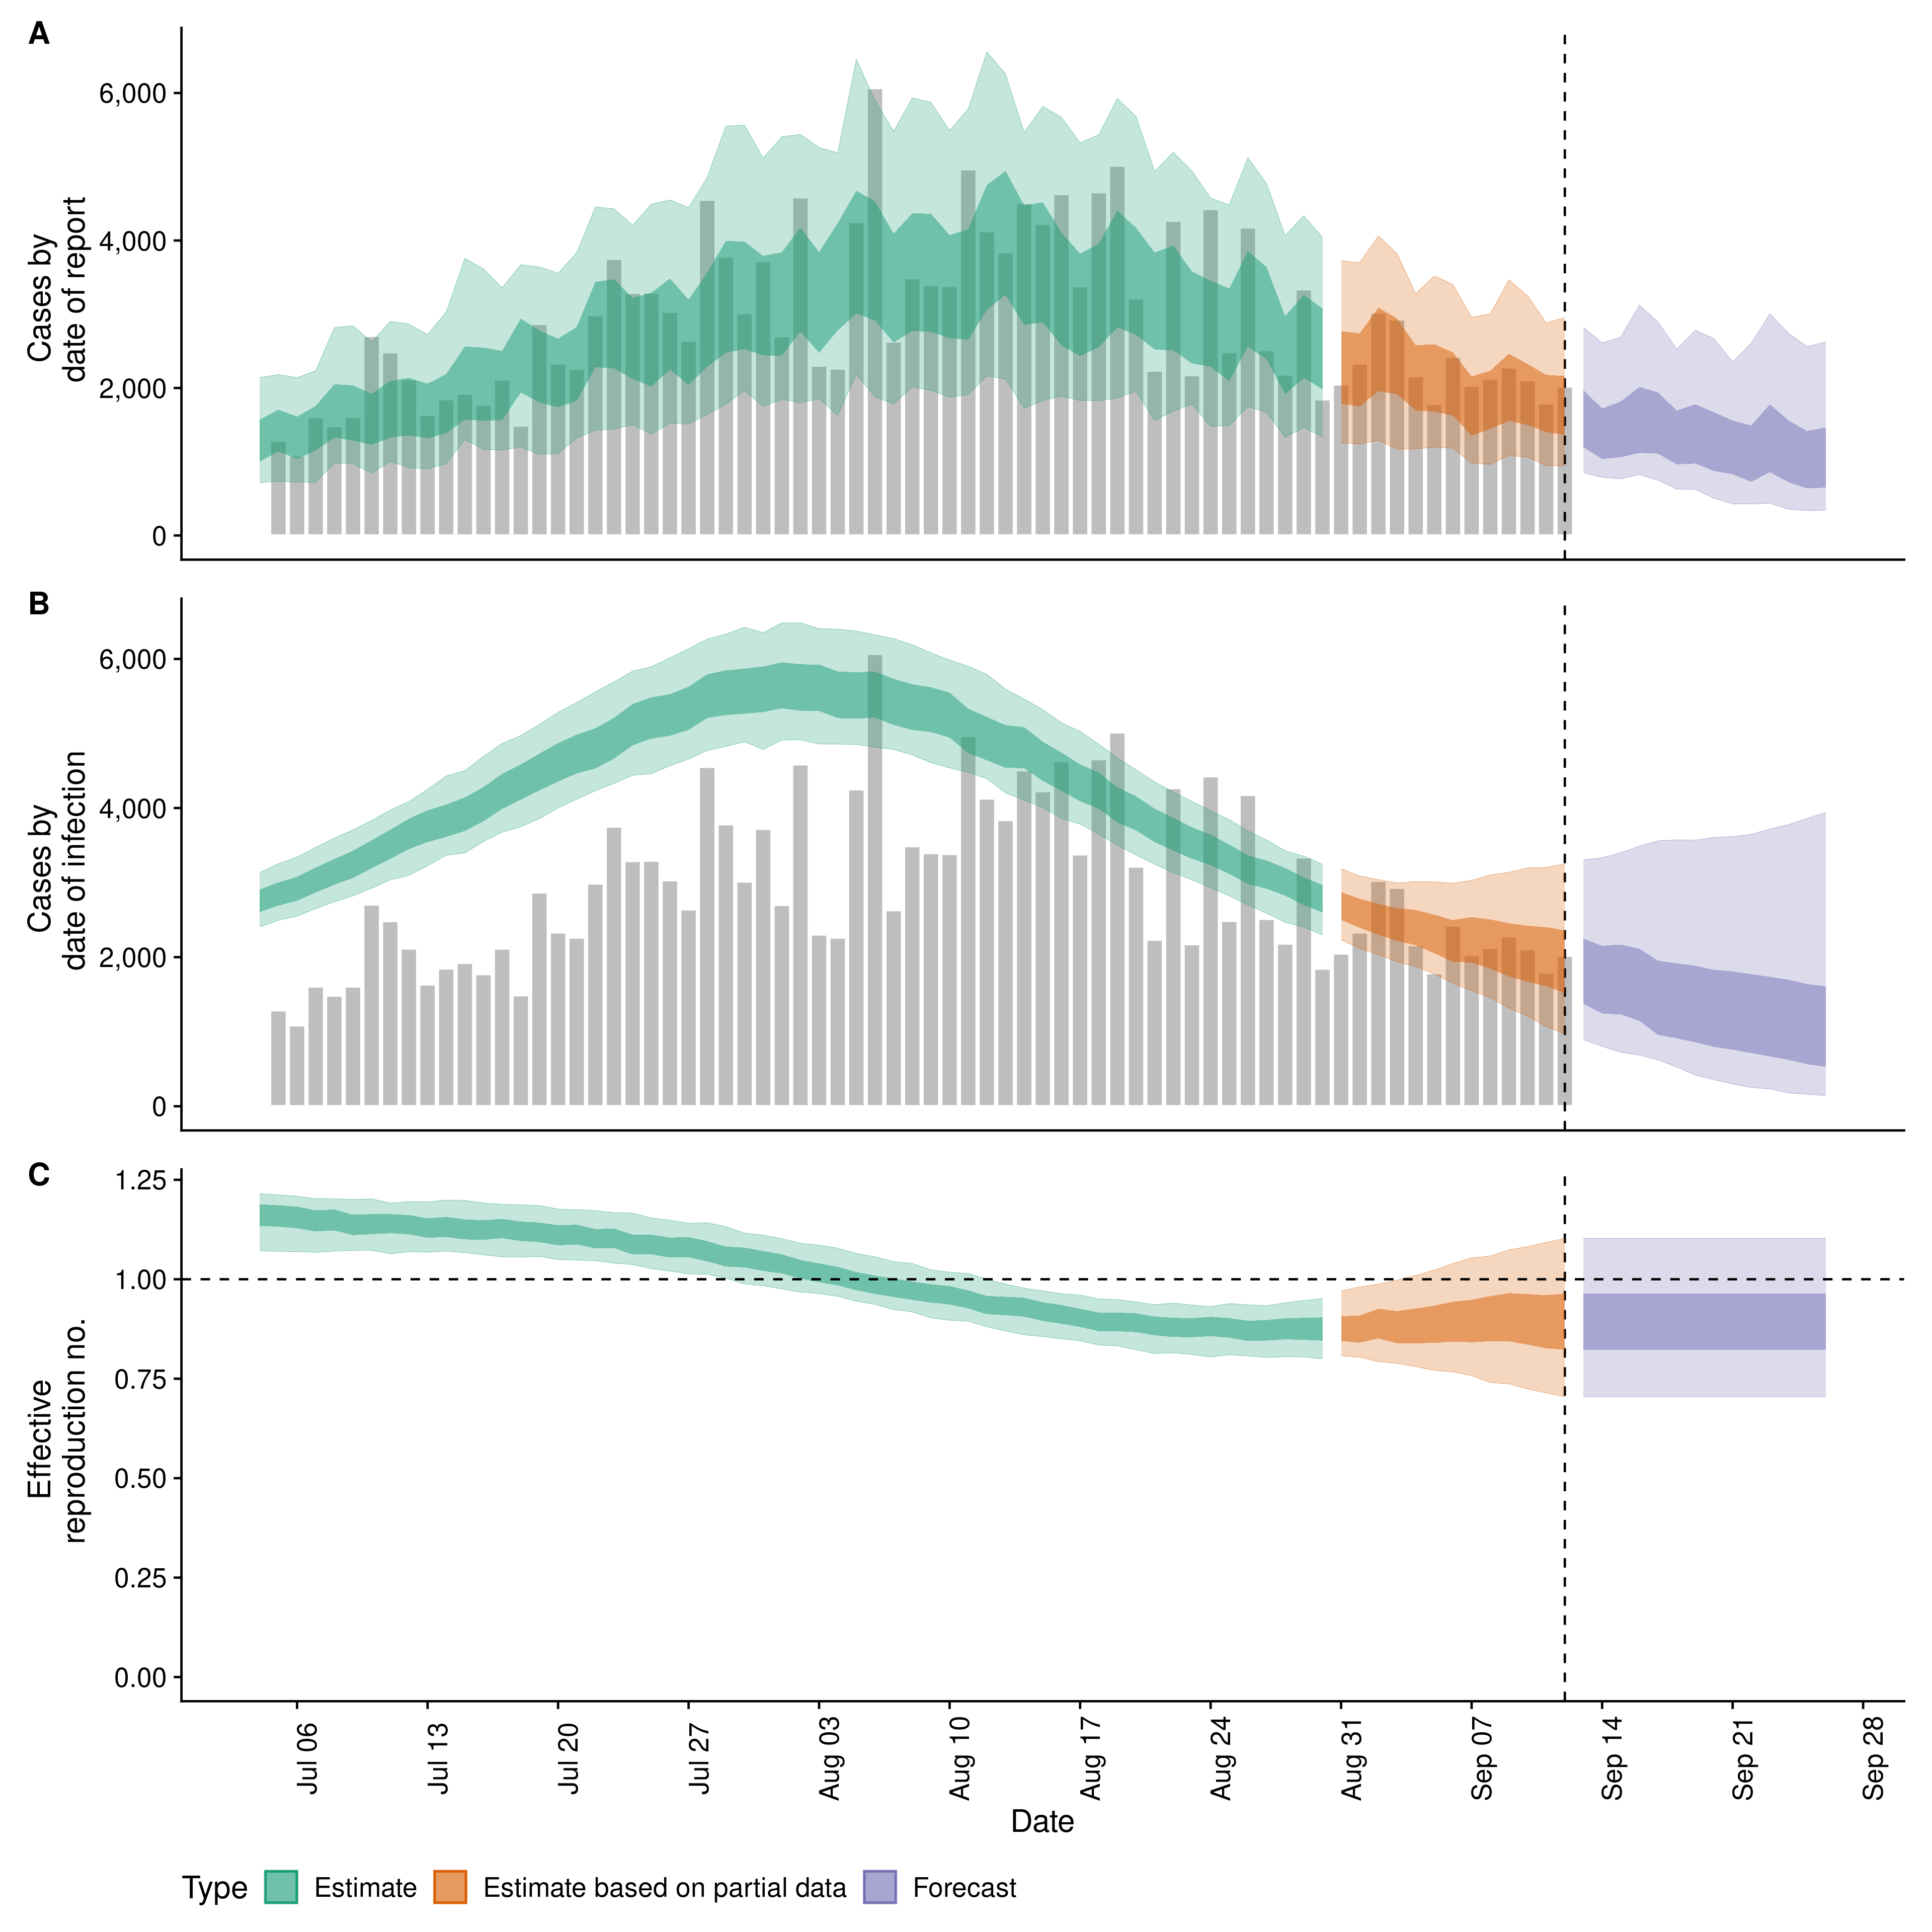 A
Cases by
date of report
6,000
4,000
2,000
0
B
Cases by
date of infection
6,000
4,000
2,000
0
C
Effective
reproduction no.
1.25
1.00
0.75
0.50
0.25
0.00
Jul 06
Jul 13
Jul 20
Jul 27
Aug 03
Aug 10
Aug 17
Aug 24
Aug 31
Sep 07
Sep 14
Sep 21
Sep 28
Date
Type
Estimate
Estimate based on partial data
Forecast